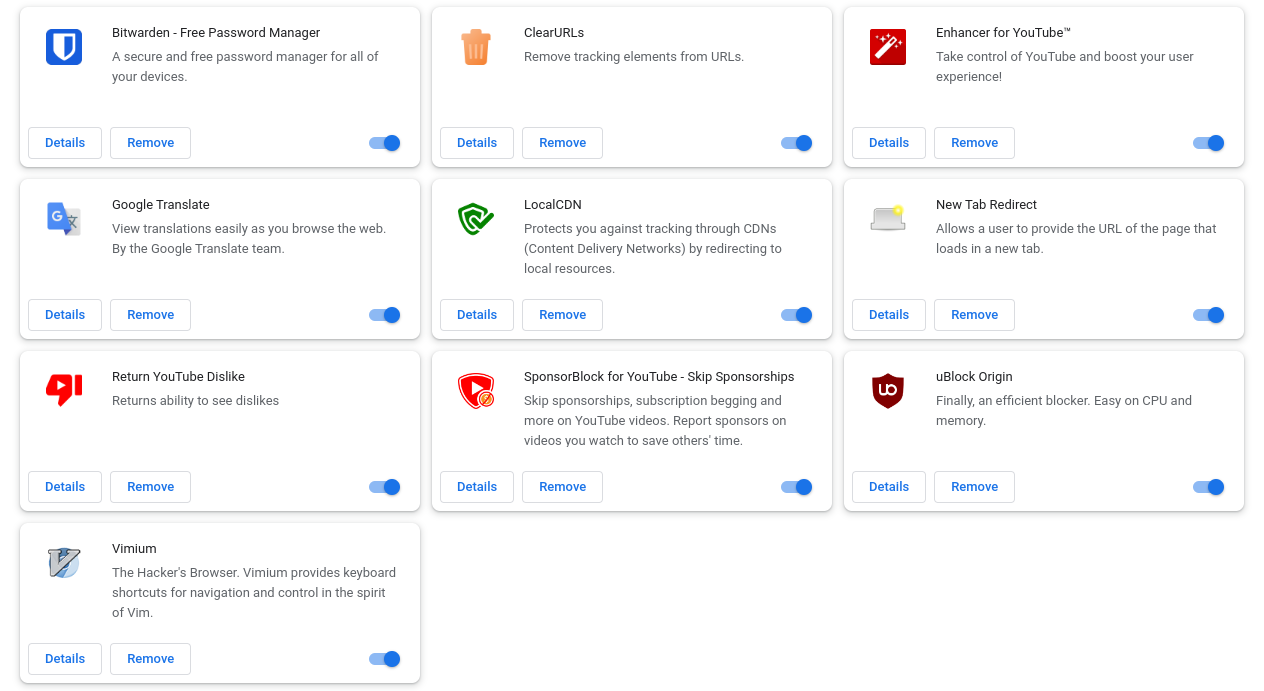 Bitwarden - Free Password Manager
A secure and free password manager for all of
your devices.
Details
Remove
ClearURLs
Remove tracking elements from URLs.
Details
Remove
Enhancer for YouTube™
Take control of YouTube and boost your user
experience!
Details
Remove
G
Google Translate
View translations easily as you browse the web.
By the Google Translate team.
Details
Remove
LocalCDN
Protects you against tracking through CDNs
(Content Delivery Networks) by redirecting to
local resources.
Details
Remove
New Tab Redirect
Allows a user to provide the URL of the page that
loads in a new tab.
Details
Remove
Return YouTube Dislike
Returns ability to see dislikes
Details
Remove
SponsorBlock for YouTube - Skip Sponsorships
Skip sponsorships, subscription begging and
more on YouTube videos. Report sponsors on
videos you watch to save others' time.
Details
Remove
uBlock Origin
Finally, an efficient blocker. Easy on CPU and
memory.
Details
Remove
Vimium
The Hacker's Browser. Vimium provides keyboard
shortcuts for navigation and control in the spirit
of Vim.
Details
Remove